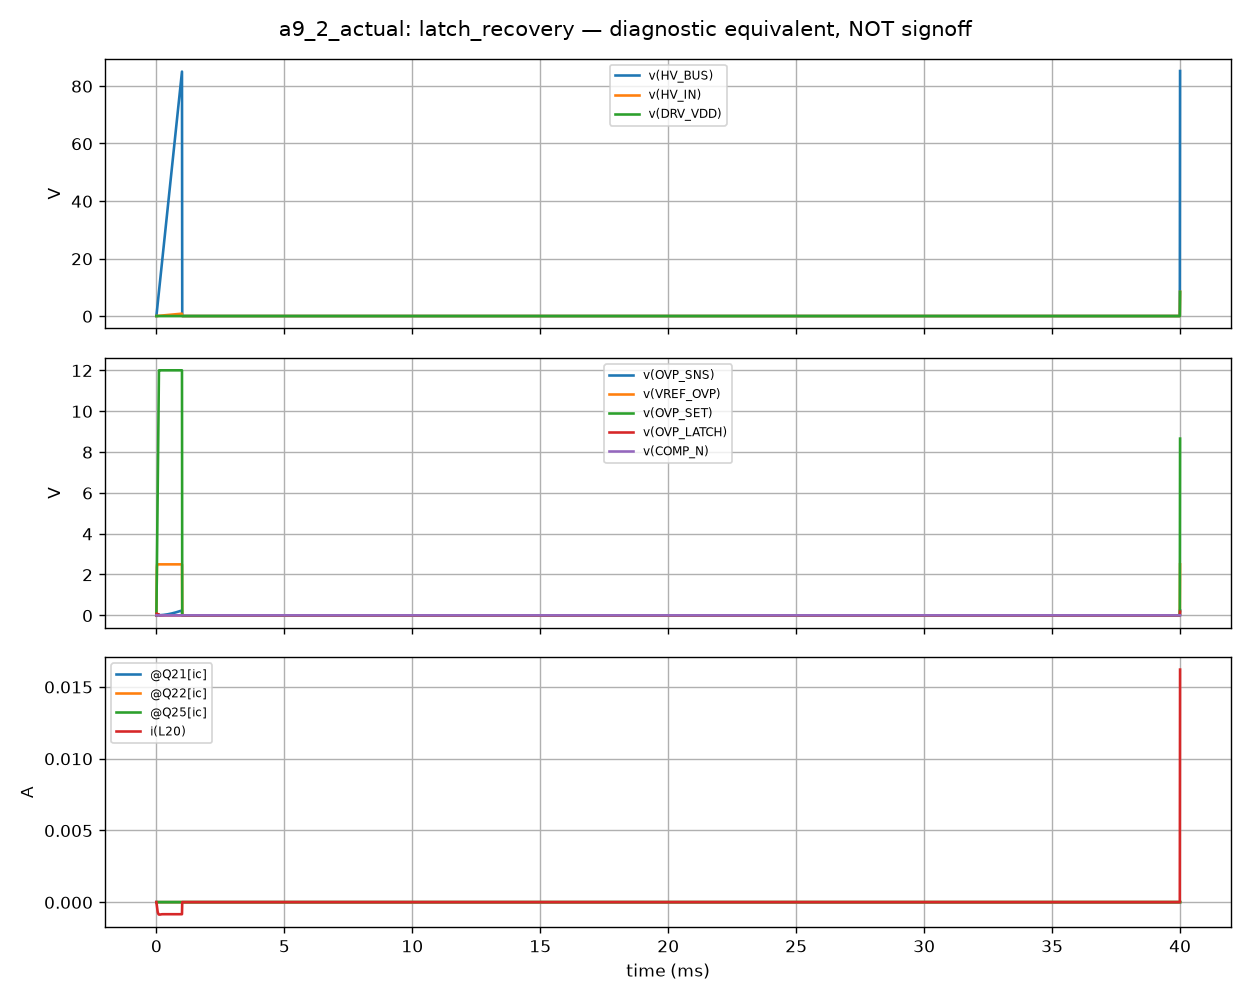 a9_2_actual: latch_recovery — diagnostic equivalent, NOT signoff
v(HV_BUS)
v(HV_IN)
v(DRV_VDD)
80
60
40
20
0
V
v(OVP_SNS)
v(VREF_OVP)
v(OVP_SET)
v(OVP_LATCH)
v(COMP_N)
12
10
8
6
4
2
0
V
@Q21[ic]
@Q22[ic]
@Q25[ic]
i(L20)
0.015
0.010
0.005
0.000
A
0 5 10 15 20 25 30 35 40
time (ms)